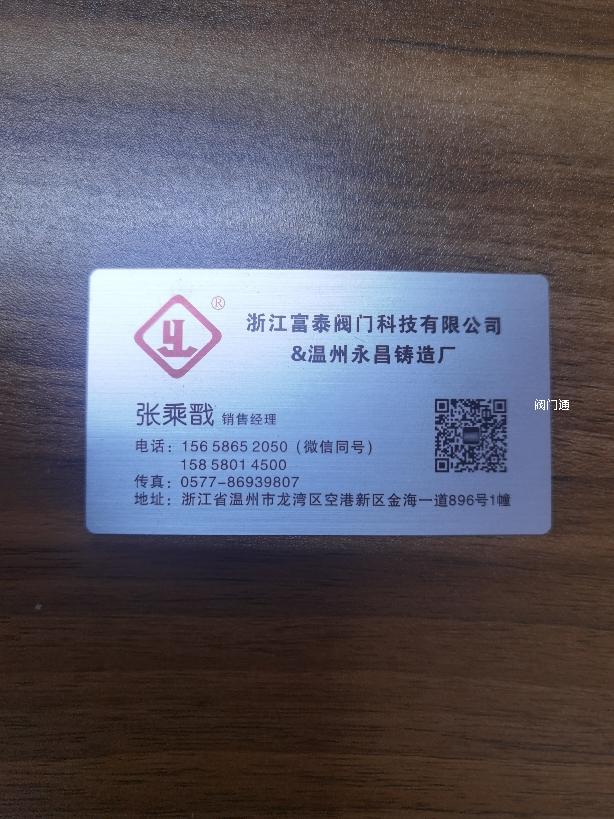 ®
浙江富泰阀门科技有限公司
&温州永昌铸造厂
张乘戬 销售经理
电话：156 5865 2050（微信同号）
158 5801 4500
传真：0577-86939807
地址：浙江省温州市龙湾区空港新区金海一道896号1幢
阀门通